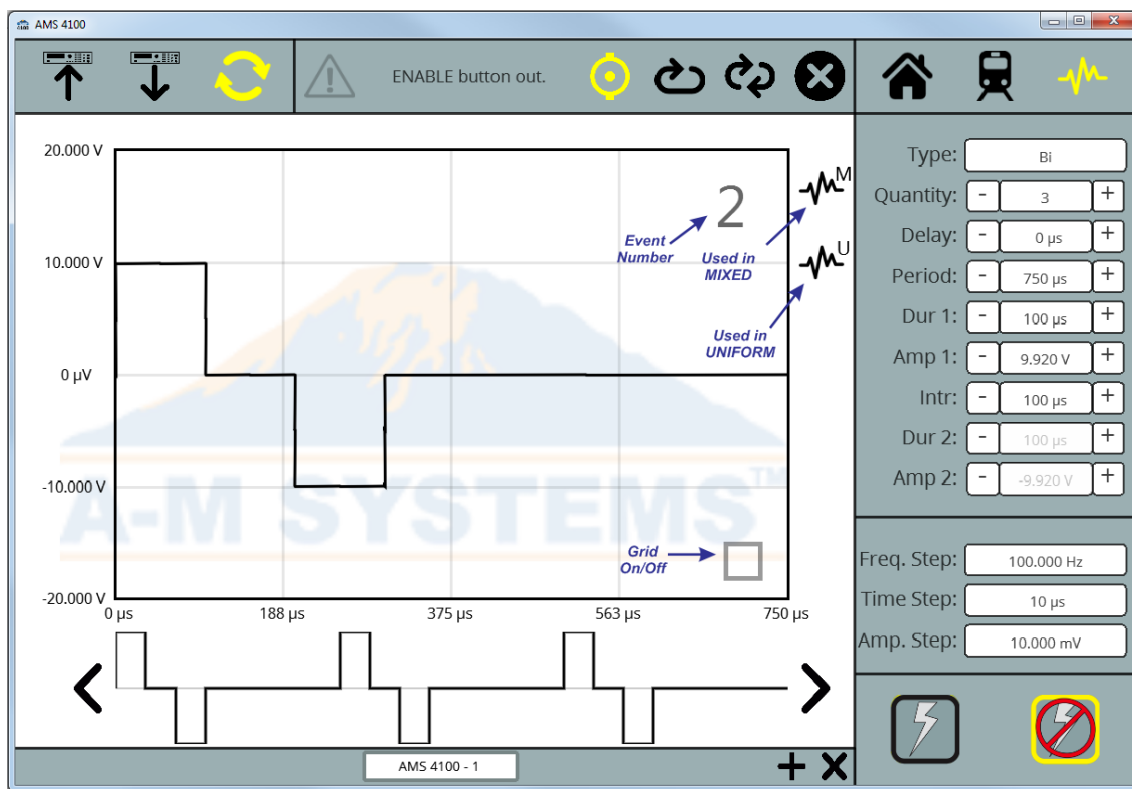 AMS 4100
ENABLE button out.
20.000 V
10.000 V
0 µV
-10.000 V
-20.000 V
0 µs
188 µs
375 µs
563 µs
750 µs
2
Event
Number
Used in
MIXED
M
U
Used in
UNIFORM
Grid
On/Off
A-M SYSTEMS™
Type: Bi
Quantity: - 3 +
Delay: - 0 µs +
Period: - 750 µs +
Dur 1: - 100 µs +
Amp 1: - 9.920 V +
Intr: - 100 µs +
Dur 2: - 100 µs +
Amp 2: - -9.920 V +
Freq. Step: 100.000 Hz
Time Step: 10 µs
Amp. Step: 10.000 mV
AMS 4100 - 1